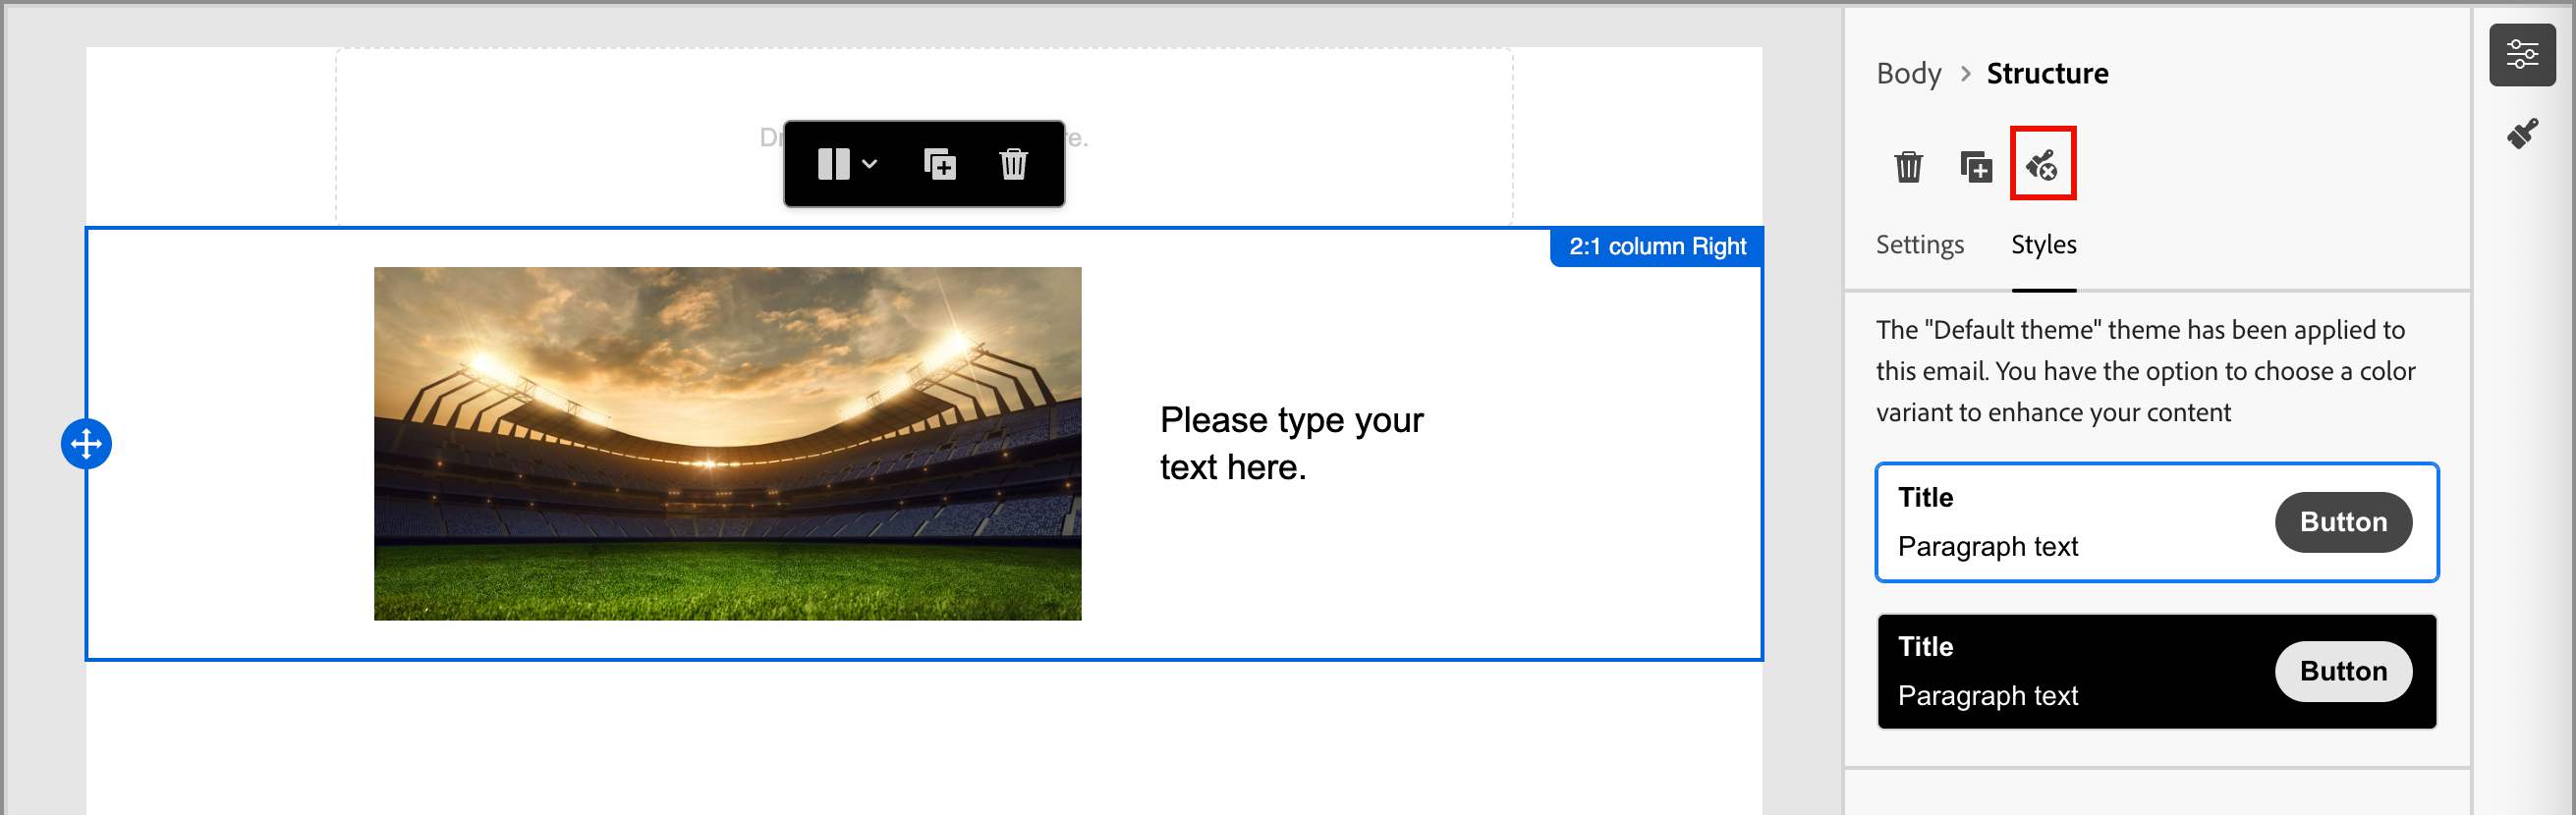 2:1 column Right
Please type your
text here.
Body > Structure
Settings Styles
The "Default theme" theme has been applied to
this email. You have the option to choose a color
variant to enhance your content
Title
Paragraph text
Button
Title
Paragraph text
Button